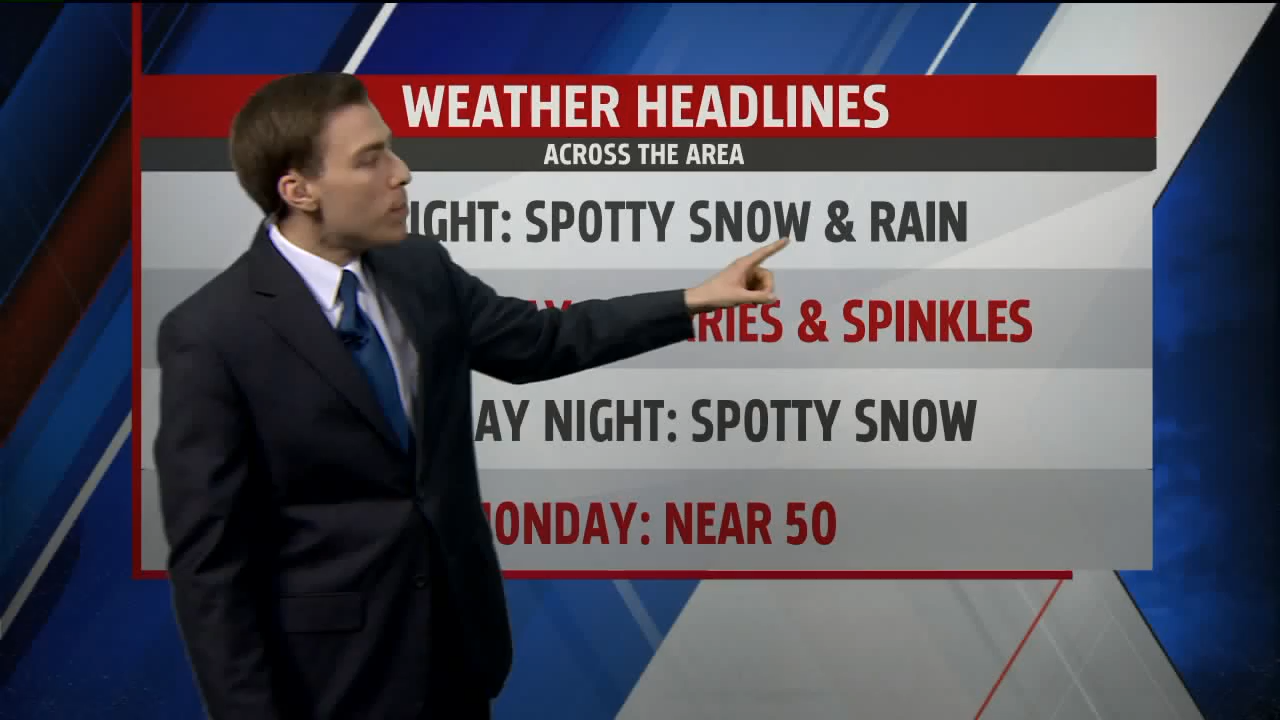 WEATHER HEADLINES
ACROSS THE AREA
IGHT: SPOTTY SNOW & RAIN
RIES & SPINKLES
AY NIGHT: SPOTTY SNOW
MONDAY: NEAR 50